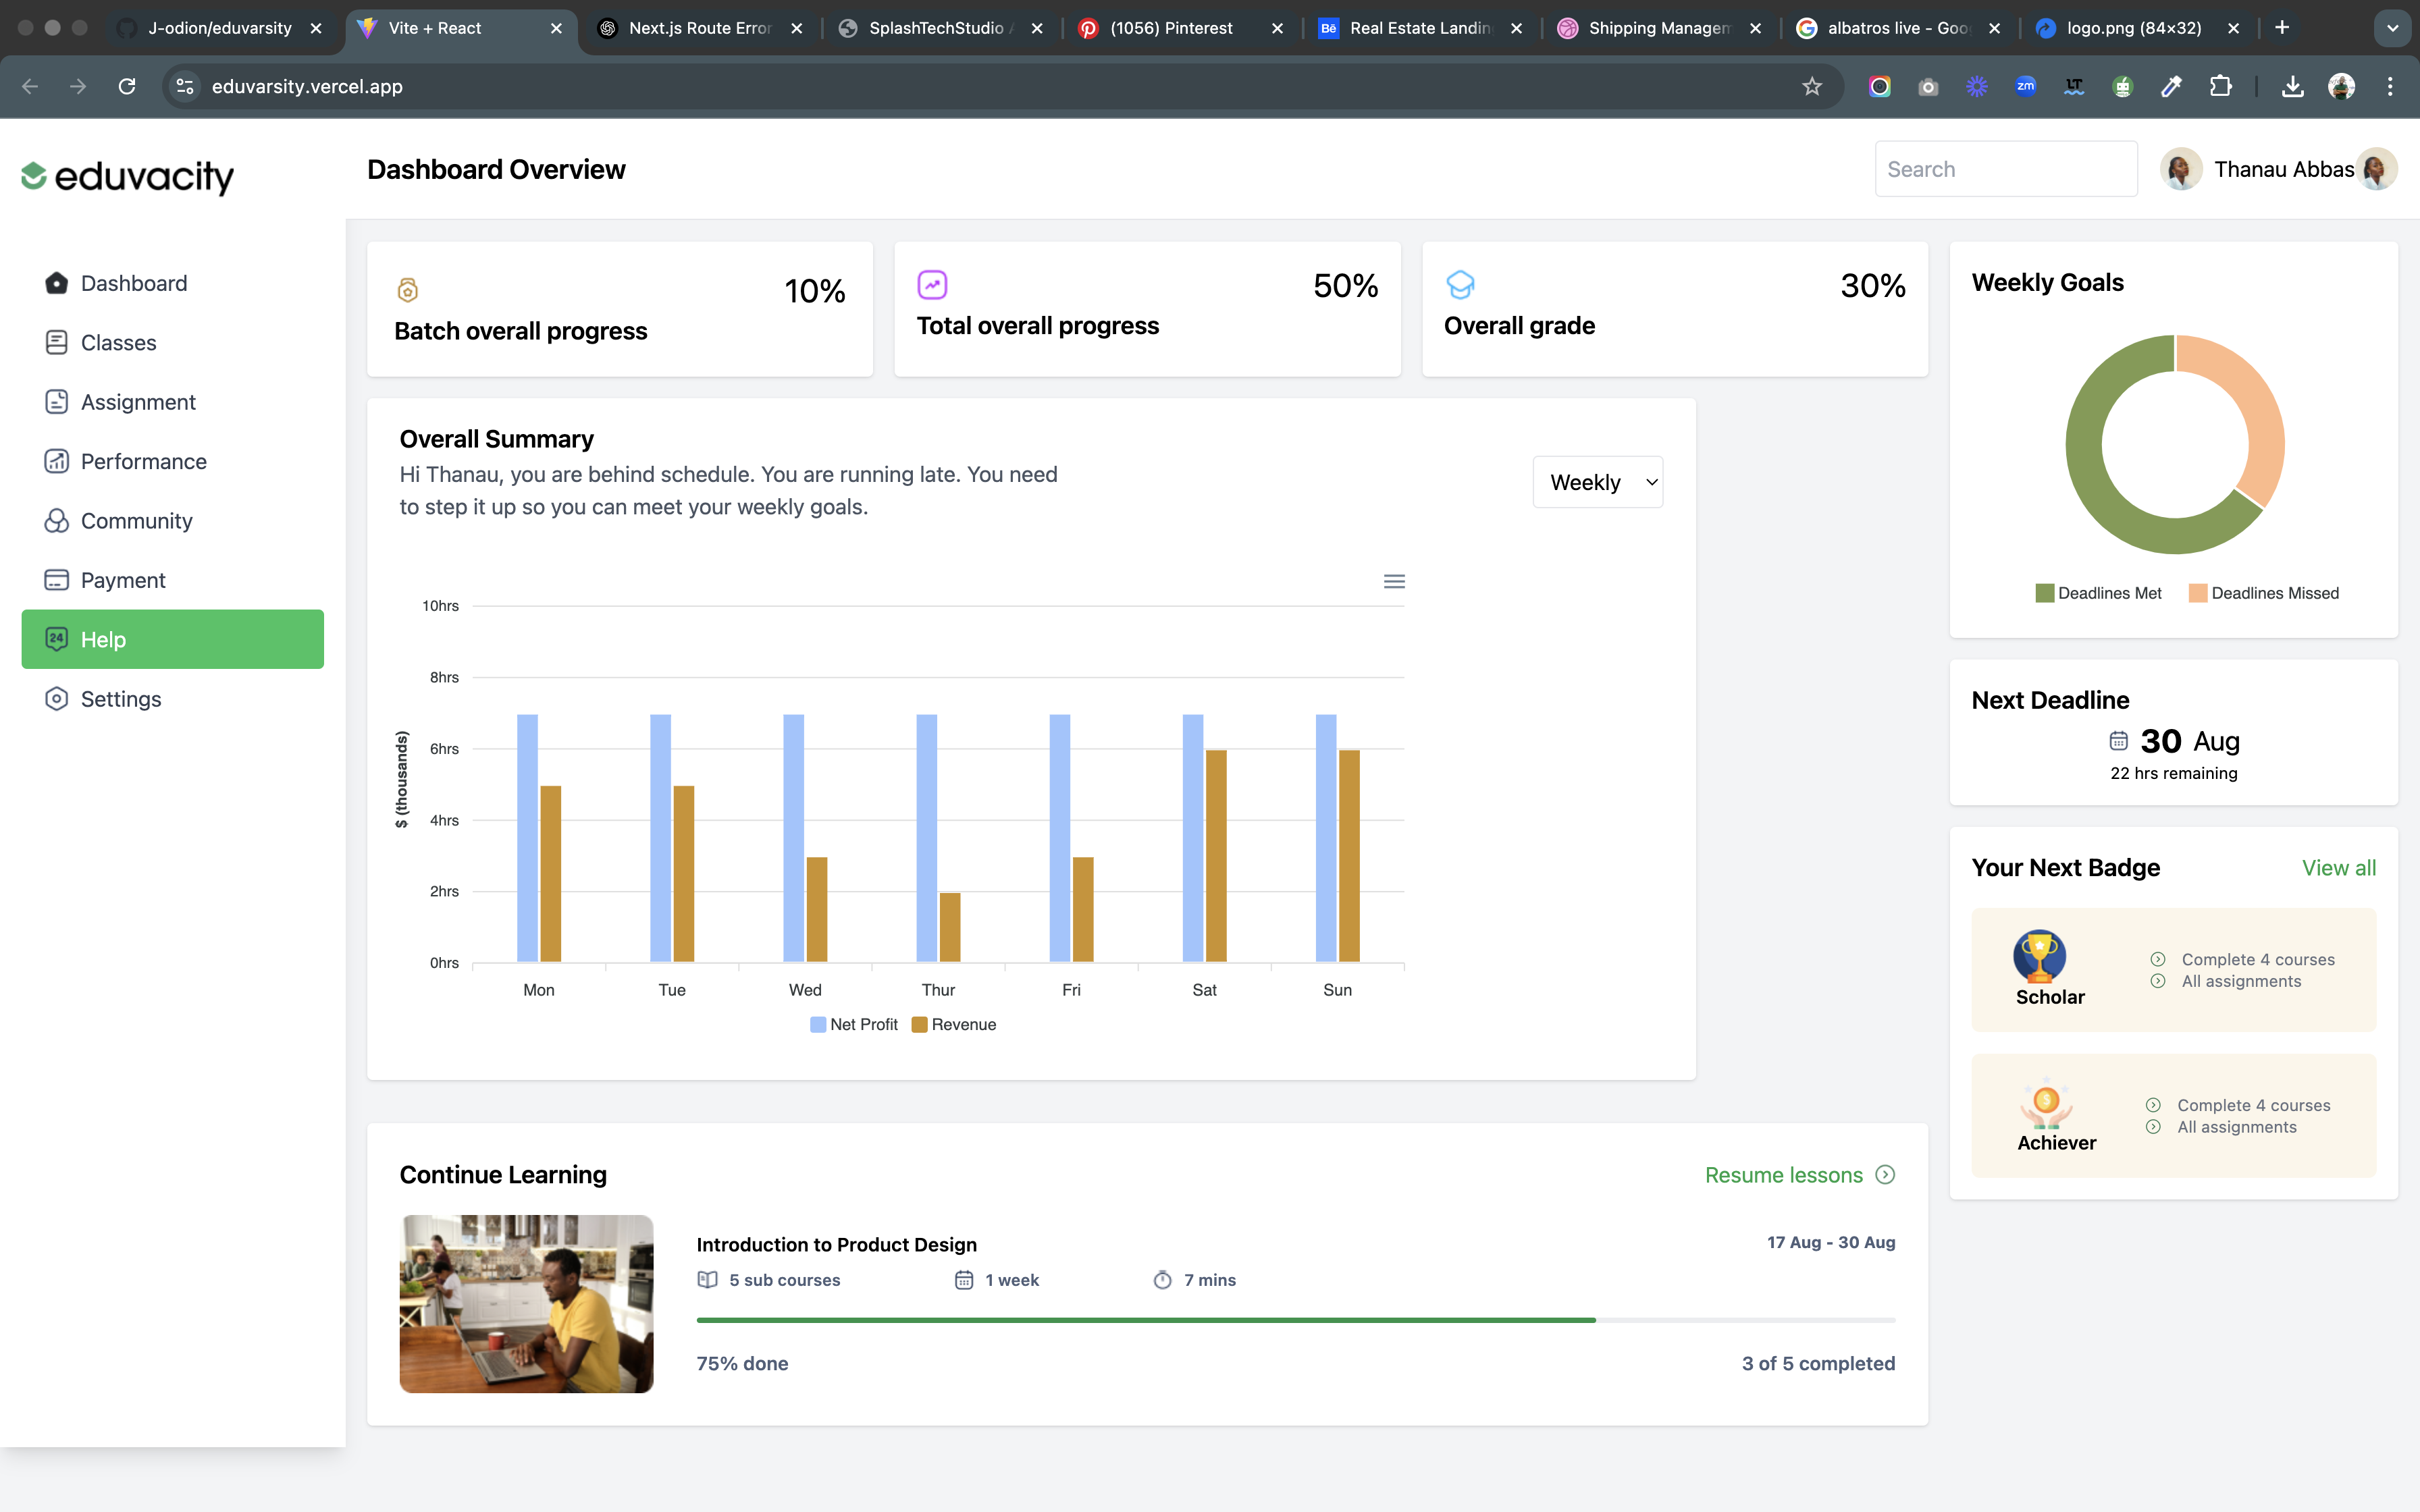 J-odion/eduvarsity
Vite + React
Next.js Route Error
SplashTechStudio
(1056) Pinterest
Bē
Real Estate Landin
Shipping Managem
albatros live - Goo
logo.png (84×32)
eduvarsity.vercel.app
zm
LT
eduvacity
Dashboard Overview
Search
Thanau Abbas
Dashboard
Classes
Assignment
Performance
Community
Payment
24
Help
Settings
10%
Batch overall progress
50%
Total overall progress
30%
Overall grade
Overall Summary
Hi Thanau, you are behind schedule. You are running late. You need
to step it up so you can meet your weekly goals.
Weekly
10hrs
8hrs
6hrs
4hrs
2hrs
0hrs
$ (thousands)
Mon
Tue
Wed
Thur
Fri
Sat
Sun
Net Profit
Revenue
Continue Learning
Resume lessons
Introduction to Product Design
17 Aug - 30 Aug
5 sub courses
1 week
7 mins
75% done
3 of 5 completed
Weekly Goals
Deadlines Met
Deadlines Missed
Next Deadline
30 Aug
22 hrs remaining
Your Next Badge
View all
Scholar
Complete 4 courses
All assignments
Achiever
Complete 4 courses
All assignments